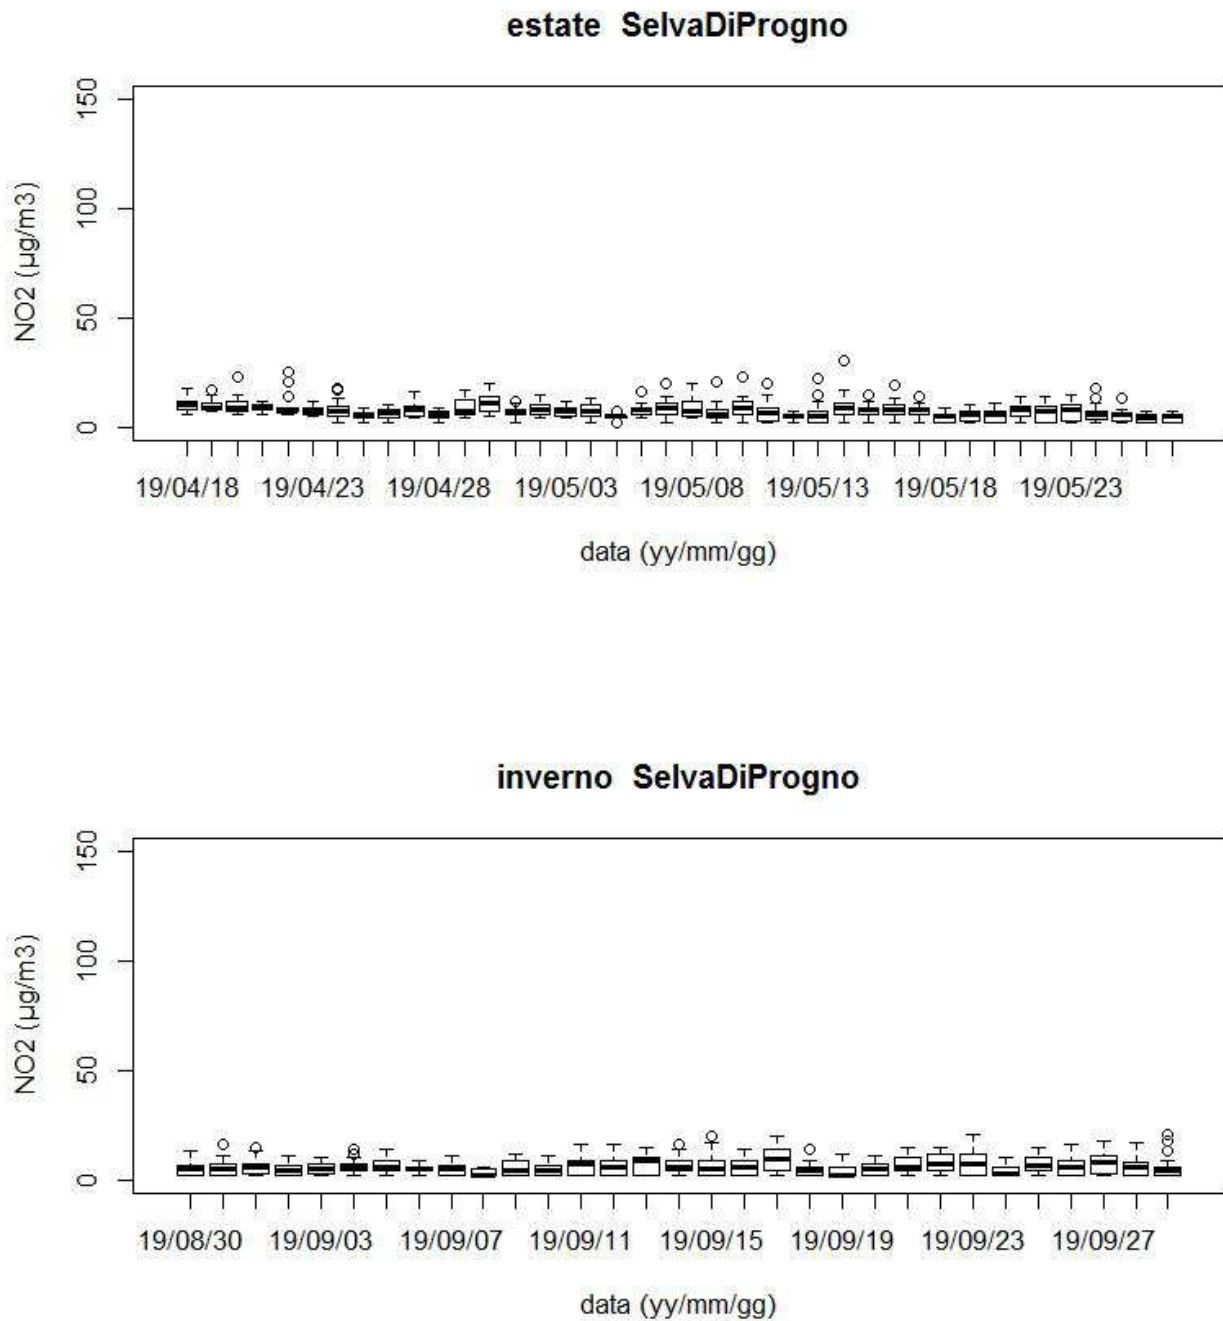 estate SelvaDiProgno
150
100
50
0
NO2 (µg/m3)
19/04/18 19/04/23 19/04/28 19/05/03 19/05/08 19/05/13 19/05/18 19/05/23
data (yy/mm/gg)
inverno SelvaDiProgno
150
100
50
0
NO2 (µg/m3)
19/08/30 19/09/03 19/09/07 19/09/11 19/09/15 19/09/19 19/09/23 19/09/27
data (yy/mm/gg)